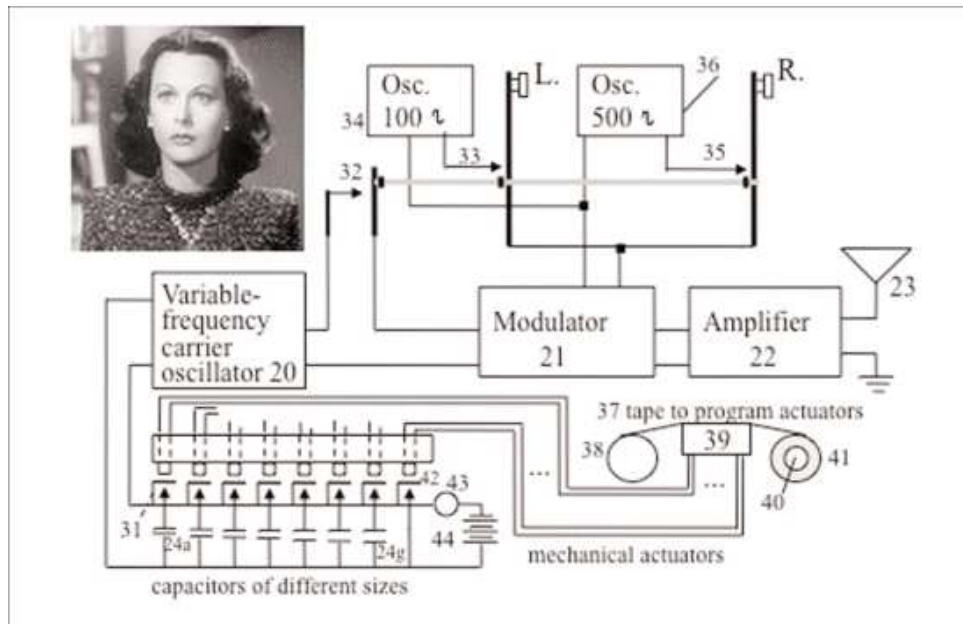 Osc.
100 ~
34
33
32
L.
Osc.
500 ~
36
35
R.
Variable-
frequency
carrier
oscillator 20
Modulator
21
Amplifier
22
23
37 tape to program actuators
38
39
41
40
...
...
42
43
31'
24a
24g
44
mechanical actuators
capacitors of different sizes